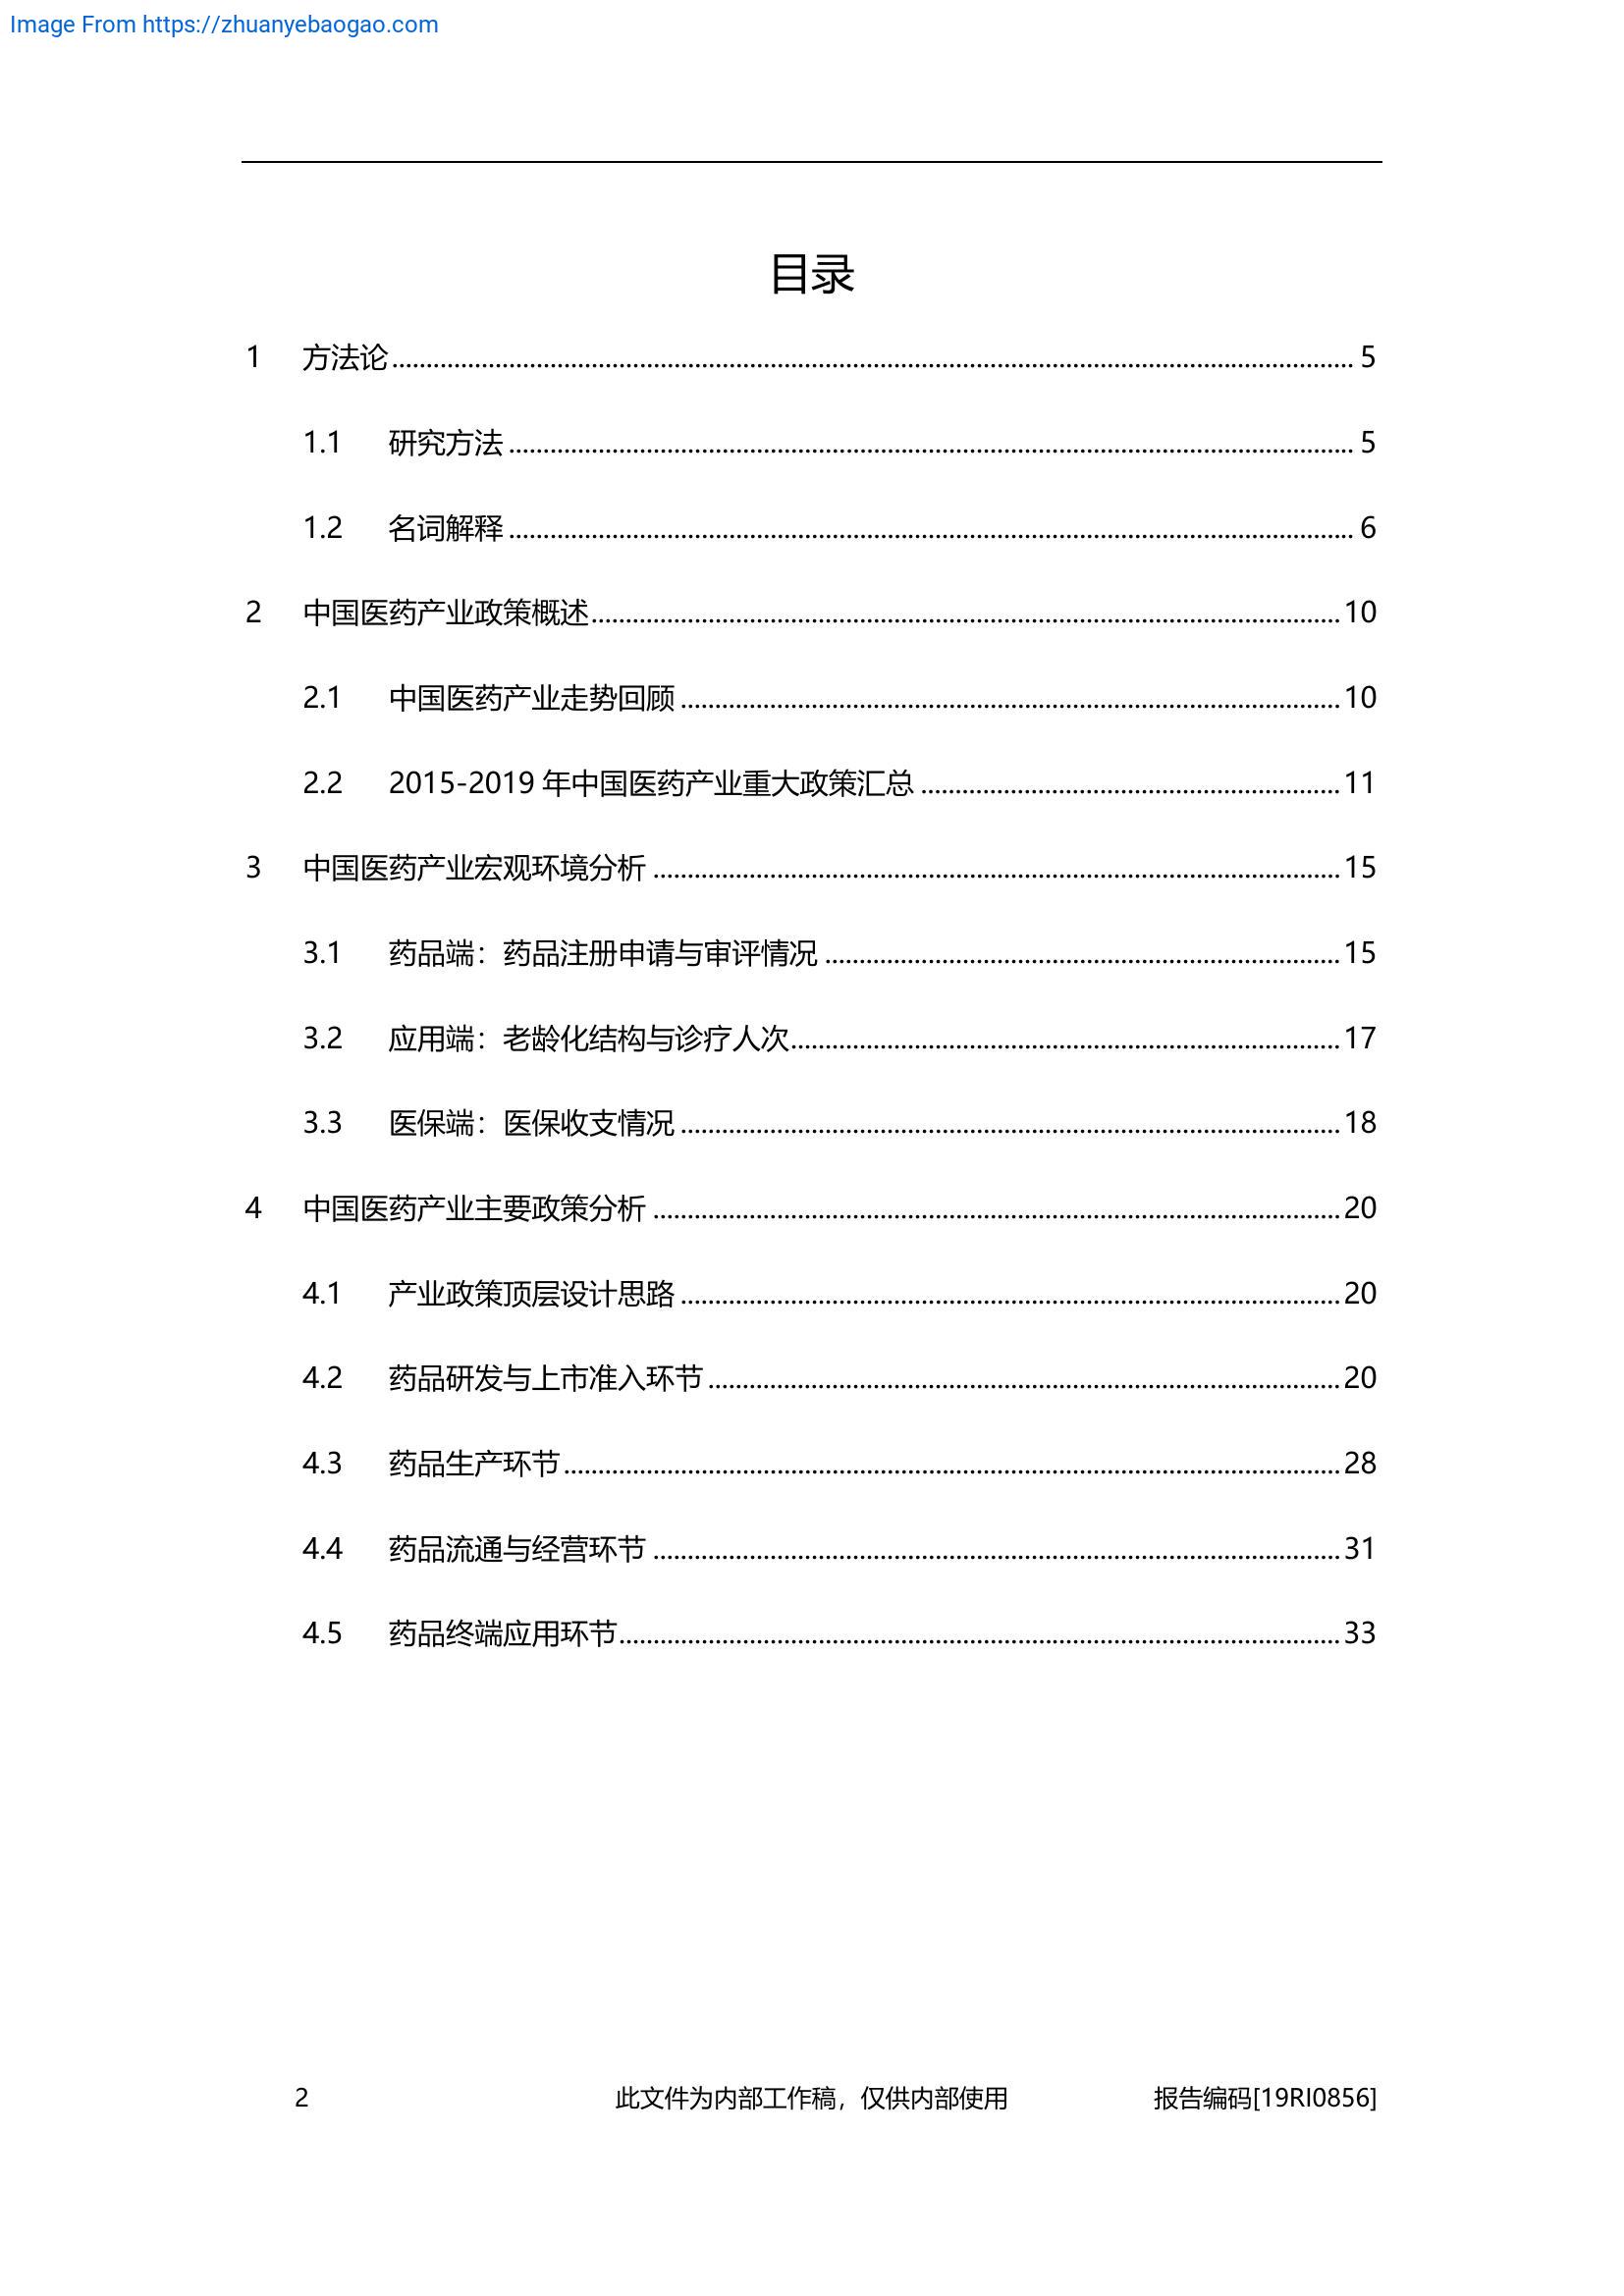 Image From https://zhuanyebaogao.com
目录
1 方法论 5
1.1 研究方法 5
1.2 名词解释 6
2 中国医药产业政策概述 10
2.1 中国医药产业走势回顾 10
2.2 2015-2019 年中国医药产业重大政策汇总 11
3 中国医药产业宏观环境分析 15
3.1 药品端：药品注册申请与审评情况 15
3.2 应用端：老龄化结构与诊疗人次 17
3.3 医保端：医保收支情况 18
4 中国医药产业主要政策分析 20
4.1 产业政策顶层设计思路 20
4.2 药品研发与上市准入环节 20
4.3 药品生产环节 28
4.4 药品流通与经营环节 31
4.5 药品终端应用环节 33
2 此文件为内部工作稿，仅供内部使用 报告编码[19RI0856]